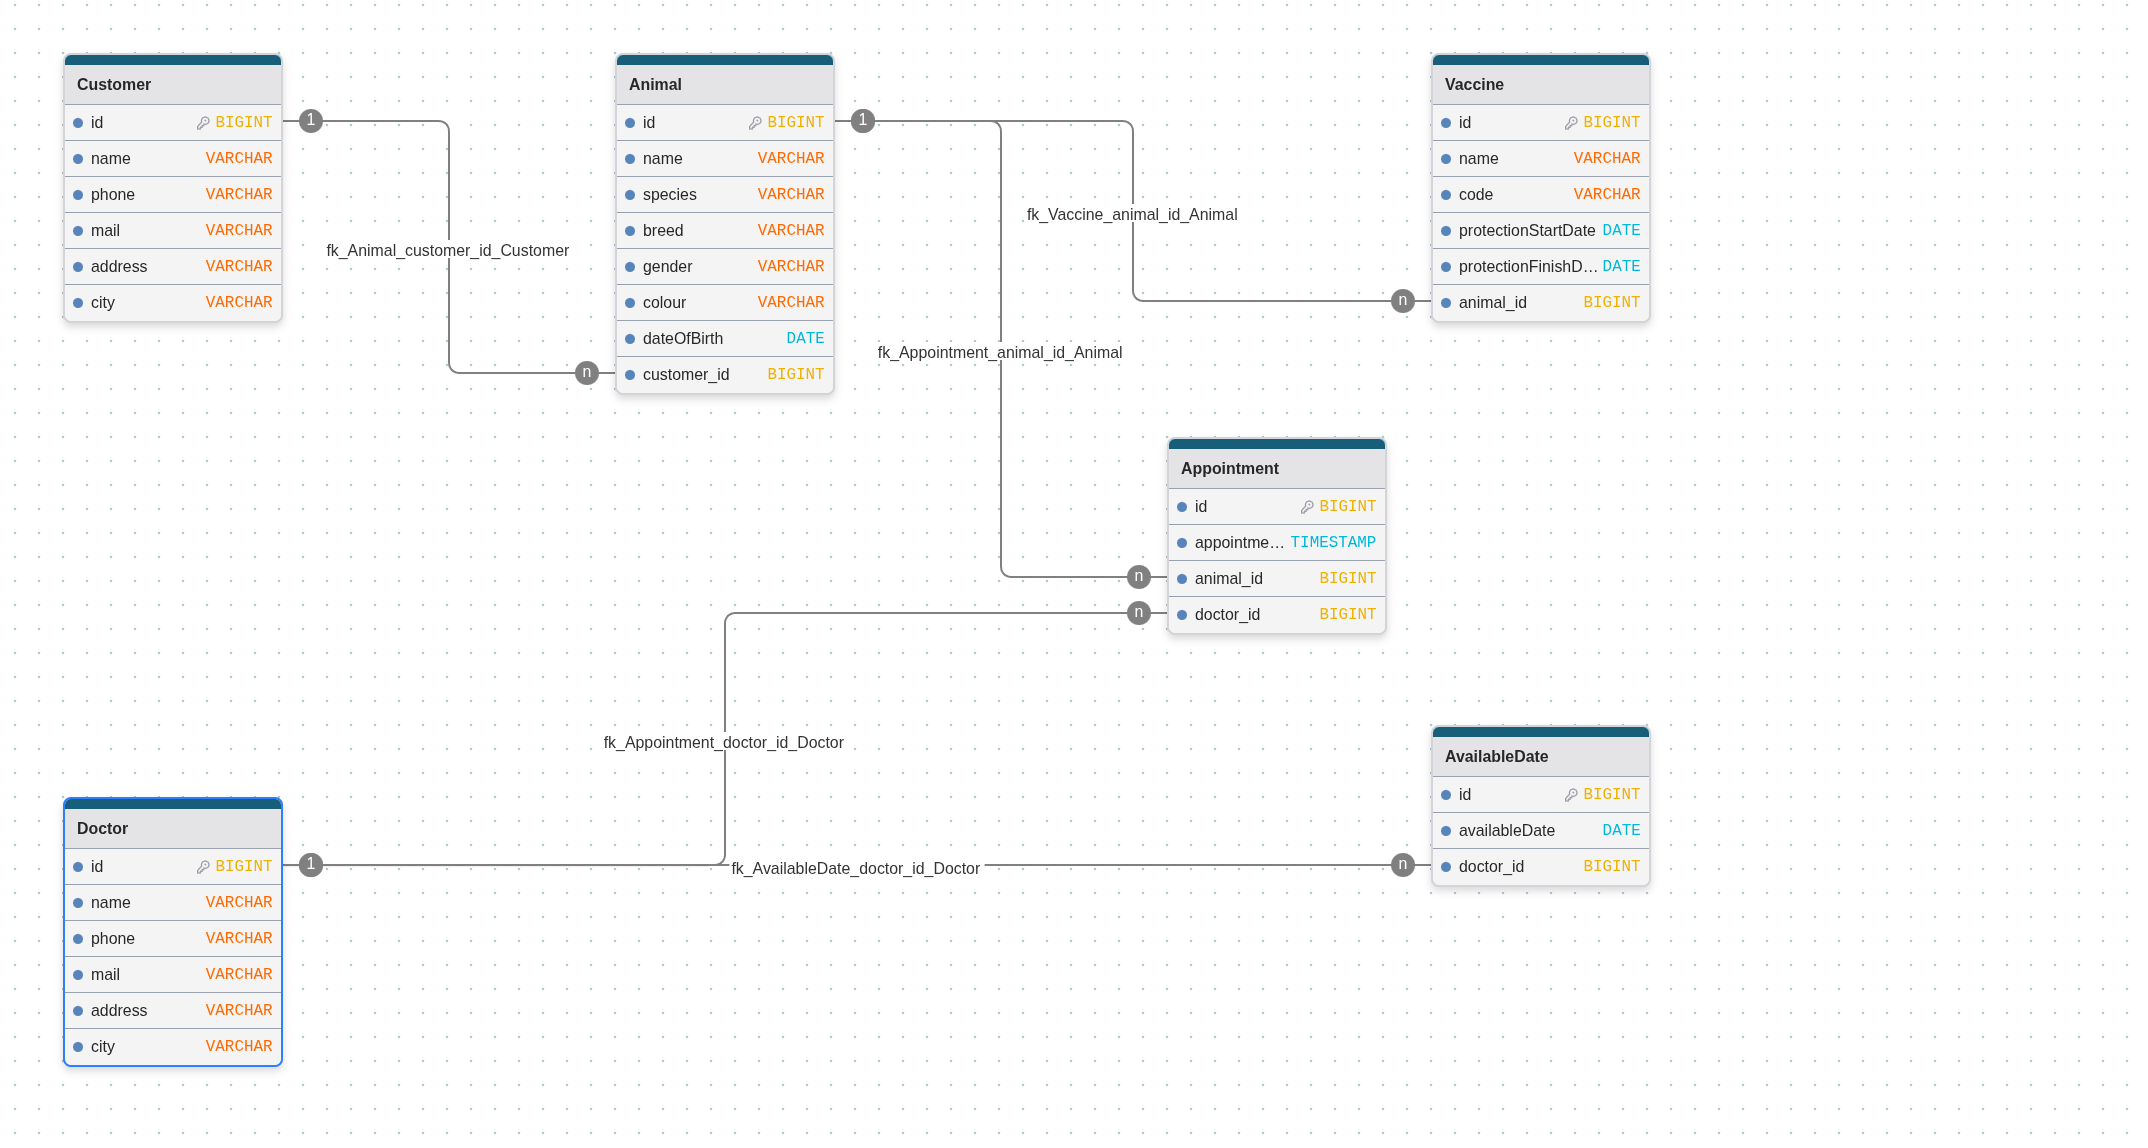 Customer
id BIGINT
name VARCHAR
phone VARCHAR
mail VARCHAR
address VARCHAR
city VARCHAR
1
fk_Animal_customer_id_Customer
n
Animal
id BIGINT
name VARCHAR
species VARCHAR
breed VARCHAR
gender VARCHAR
colour VARCHAR
dateOfBirth DATE
customer_id BIGINT
1
fk_Vaccine_animal_id_Animal
n
fk_Appointment_animal_id_Animal
n
Vaccine
id BIGINT
name VARCHAR
code VARCHAR
protectionStartDate DATE
protectionFinishD… DATE
animal_id BIGINT
Appointment
id BIGINT
appointme… TIMESTAMP
animal_id BIGINT
doctor_id BIGINT
n
fk_Appointment_doctor_id_Doctor
Doctor
id BIGINT
name VARCHAR
phone VARCHAR
mail VARCHAR
address VARCHAR
city VARCHAR
1
fk_AvailableDate_doctor_id_Doctor
n
AvailableDate
id BIGINT
availableDate DATE
doctor_id BIGINT